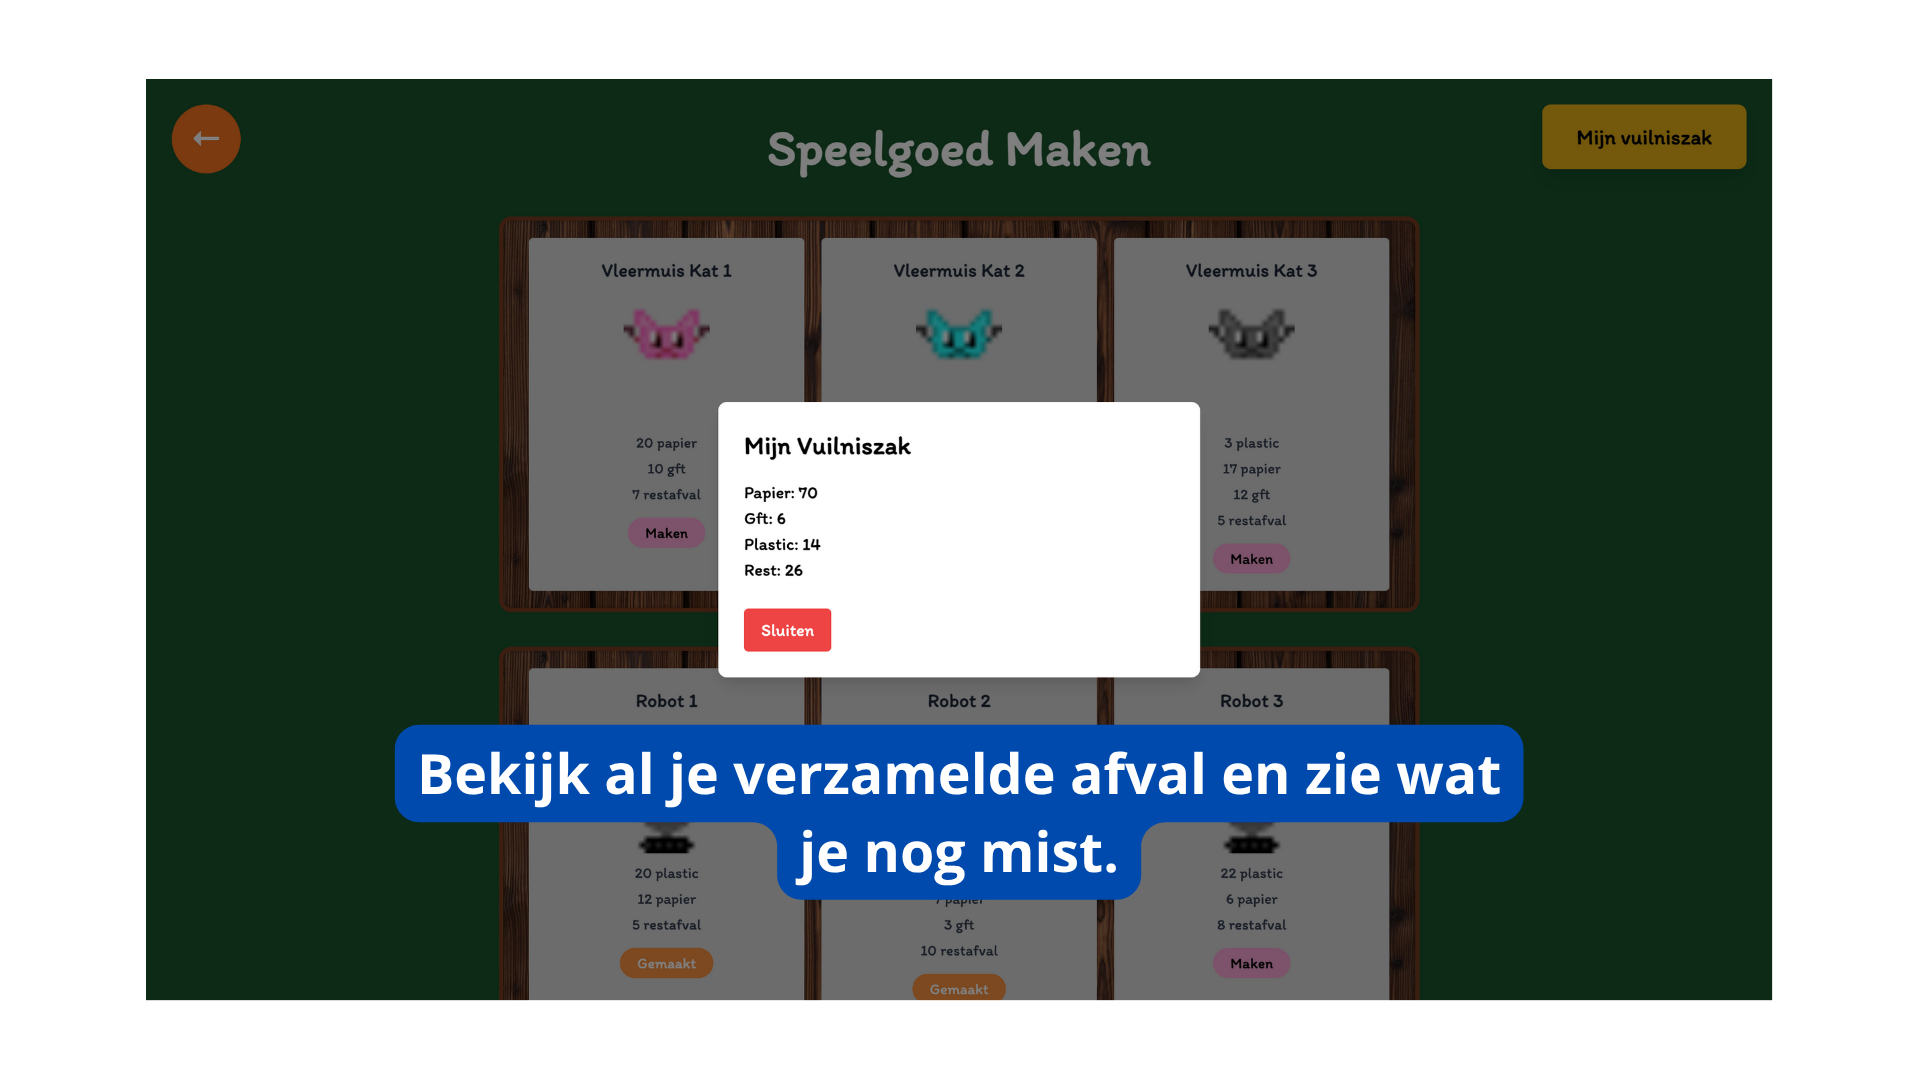 ←
Speelgoed Maken
Mijn vuilniszak
Vleermuis Kat 1
Vleermuis Kat 2
Vleermuis Kat 3
20 papier
10 gft
7 restafval
Maken
3 plastic
17 papier
12 gft
5 restafval
Maken
Mijn Vuilniszak
Papier: 70
Gft: 6
Plastic: 14
Rest: 26
Sluiten
Robot 1
Robot 2
Robot 3
Bekijk al je verzamelde afval en zie wat
je nog mist.
20 plastic
12 papier
5 restafval
Gemaakt
7 papier
3 gft
10 restafval
Gemaakt
22 plastic
6 papier
8 restafval
Maken